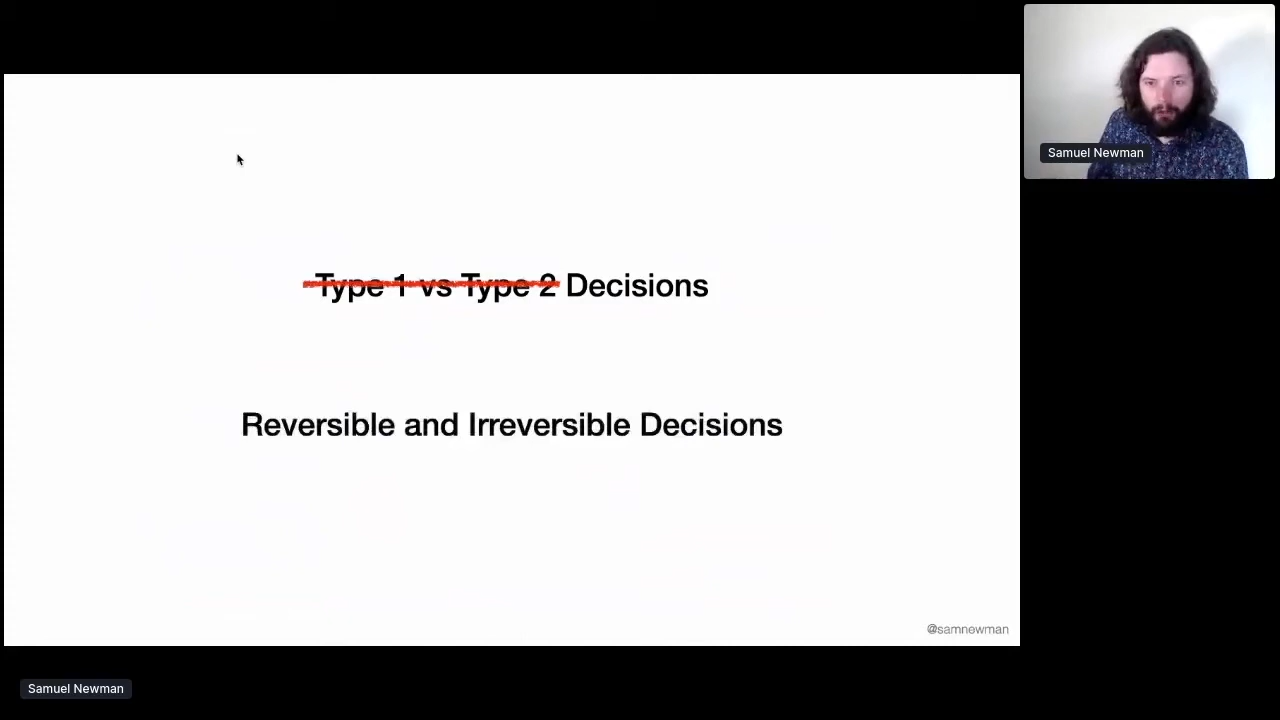 Samuel Newman
Type 1 vs Type 2 Decisions
Reversible and Irreversible Decisions
@samnewman
Samuel Newman